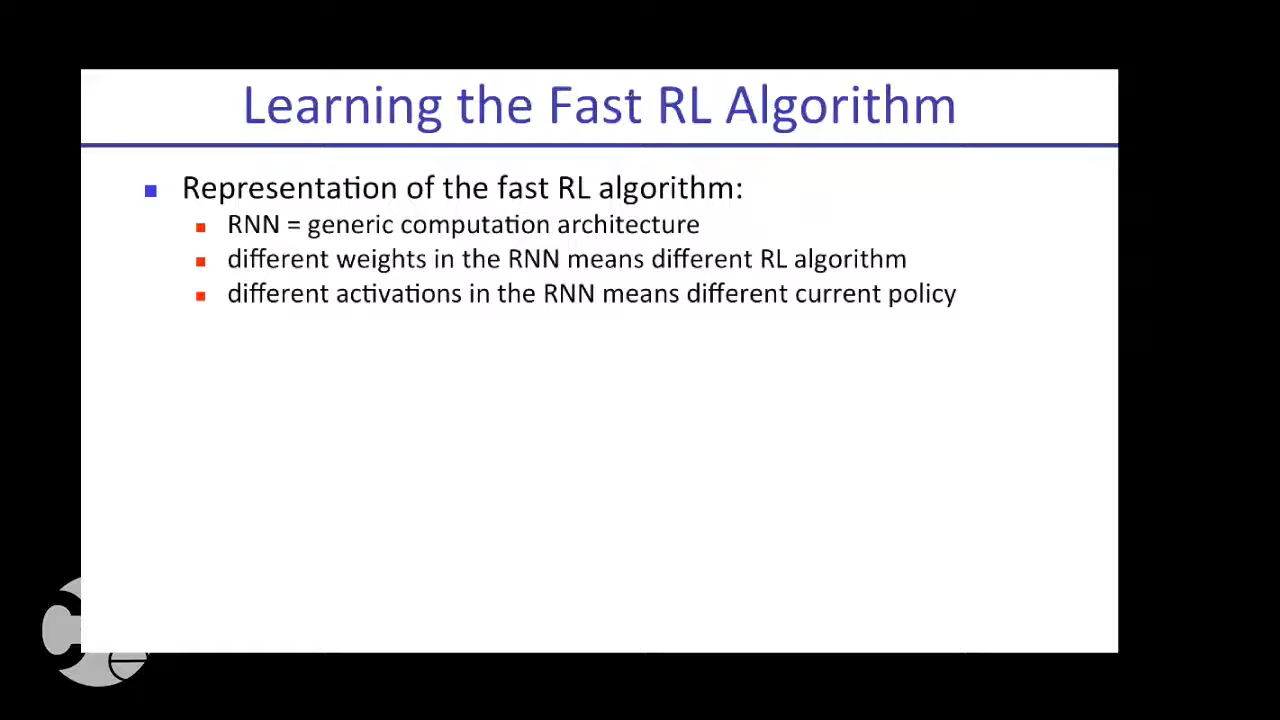 Learning the Fast RL Algorithm
Representation of the fast RL algorithm:
RNN = generic computation architecture
different weights in the RNN means different RL algorithm
different activations in the RNN means different current policy